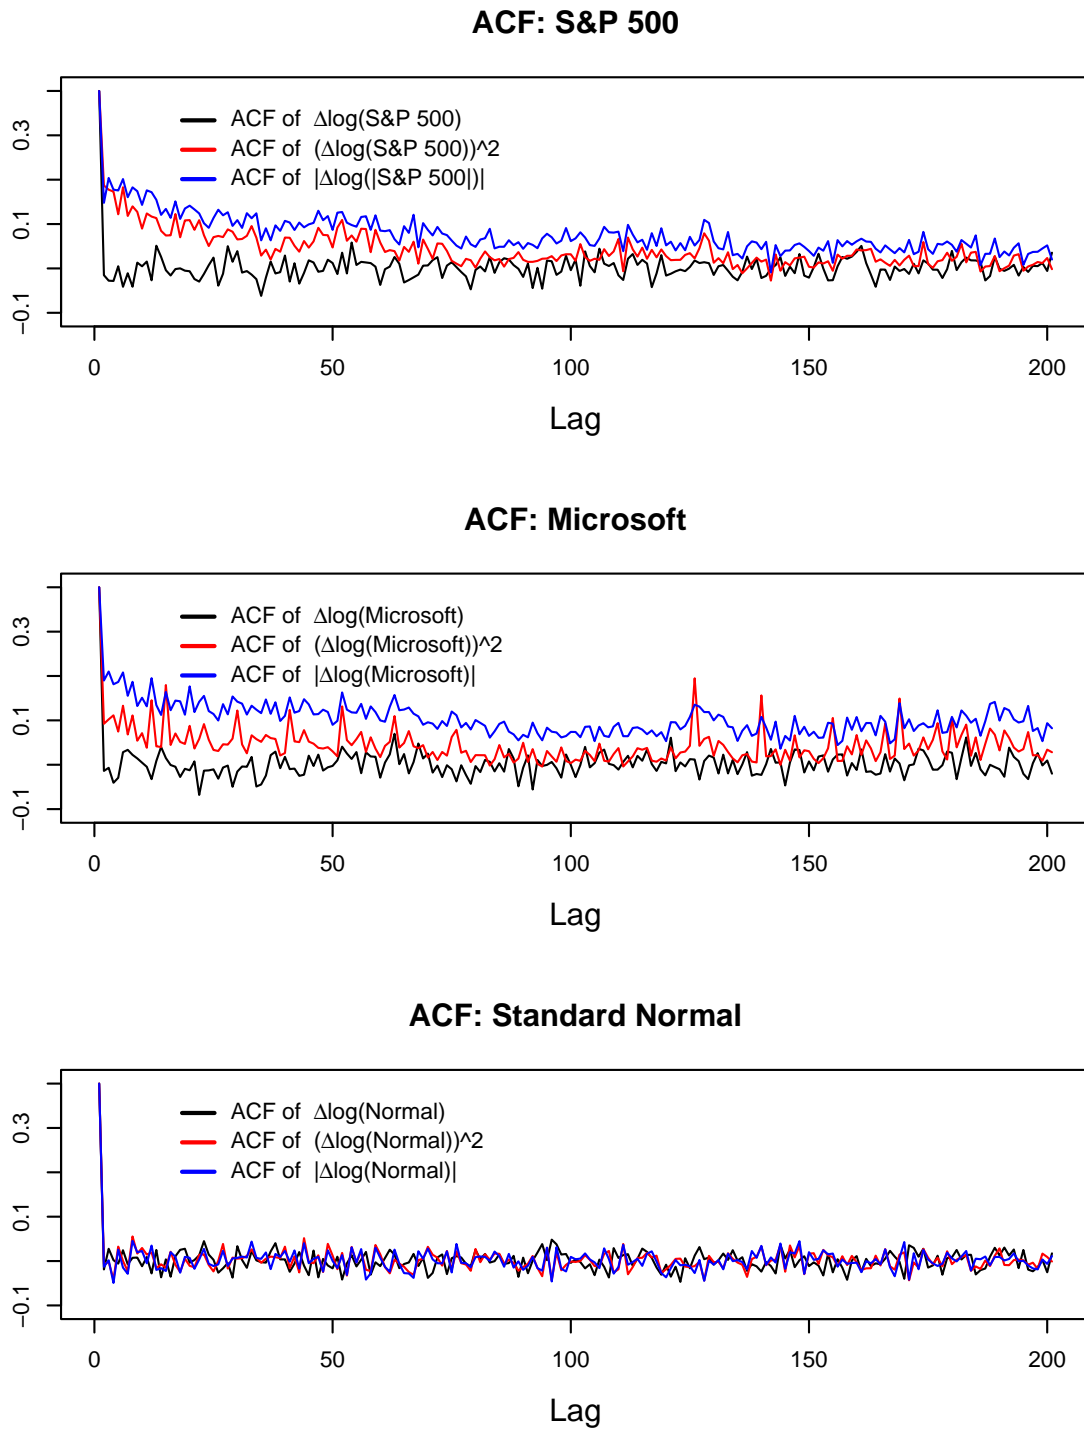 ACF: S&P 500
0.3
0.1
−0.1
ACF of Δlog(S&P 500)
ACF of (Δlog(S&P 500))^2
ACF of |Δlog(|S&P 500|)|
0 50 100 150 200
Lag
ACF: Microsoft
0.3
0.1
−0.1
ACF of Δlog(Microsoft)
ACF of (Δlog(Microsoft))^2
ACF of |Δlog(Microsoft)|
0 50 100 150 200
Lag
ACF: Standard Normal
0.3
0.1
−0.1
ACF of Δlog(Normal)
ACF of (Δlog(Normal))^2
ACF of |Δlog(Normal)|
0 50 100 150 200
Lag